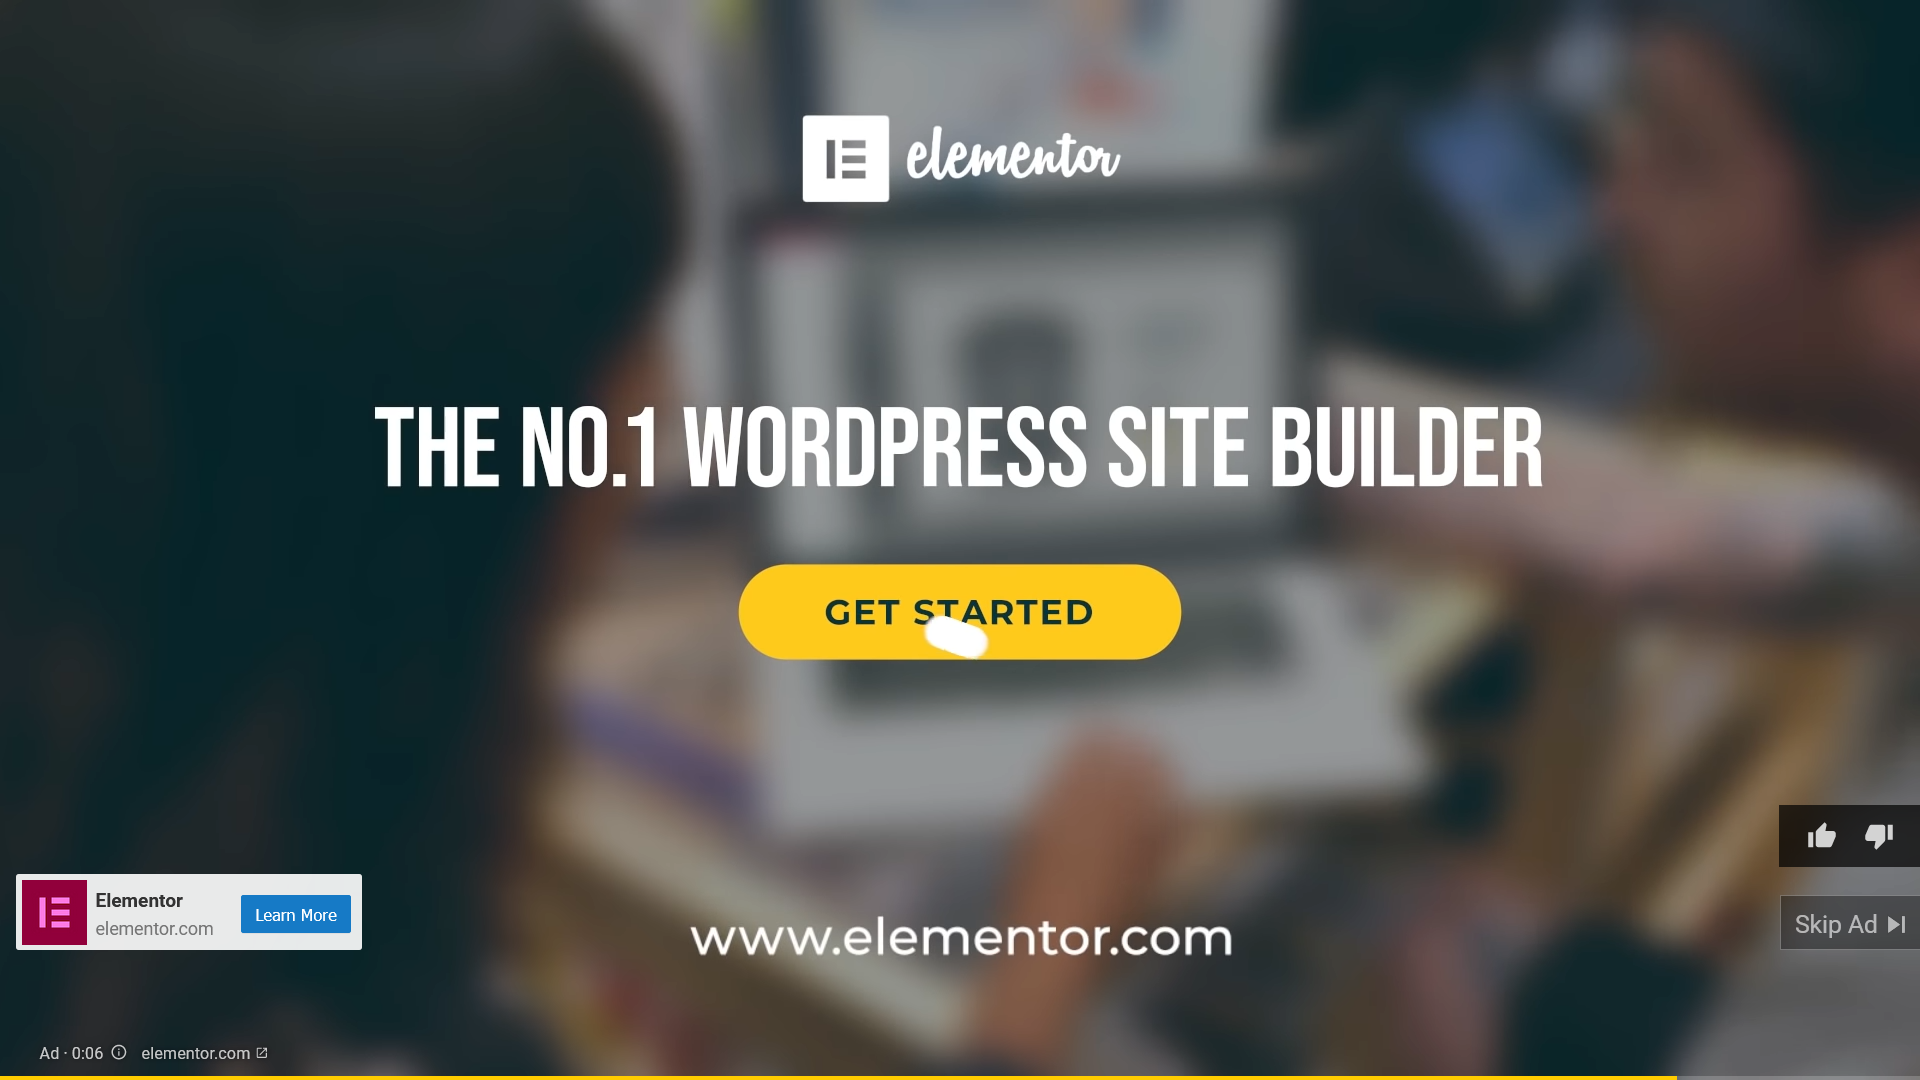 elementor
THE NO.1 WORDPRESS SITE BUILDER
GET STARTED
Elementor
elementor.com
Learn More
www.elementor.com
Skip Ad
Ad · 0:06
elementor.com